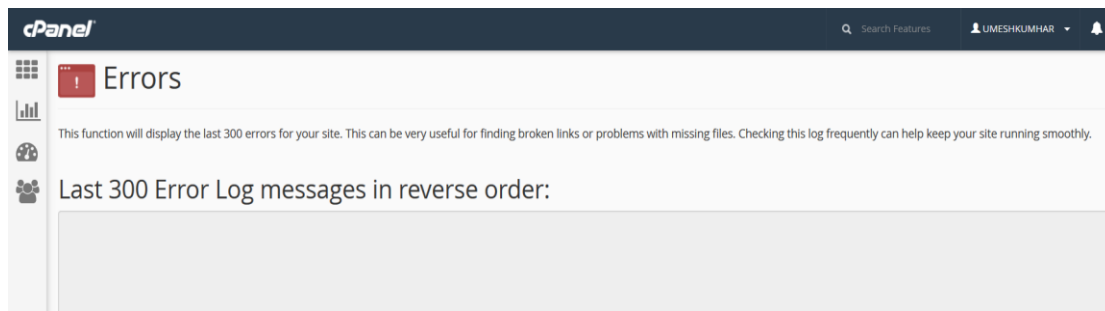 cPanel
Search Features
UMESHKUMHAR
Errors
This function will display the last 300 errors for your site. This can be very useful for finding broken links or problems with missing files. Checking this log frequently can help keep your site running smoothly.
Last 300 Error Log messages in reverse order: